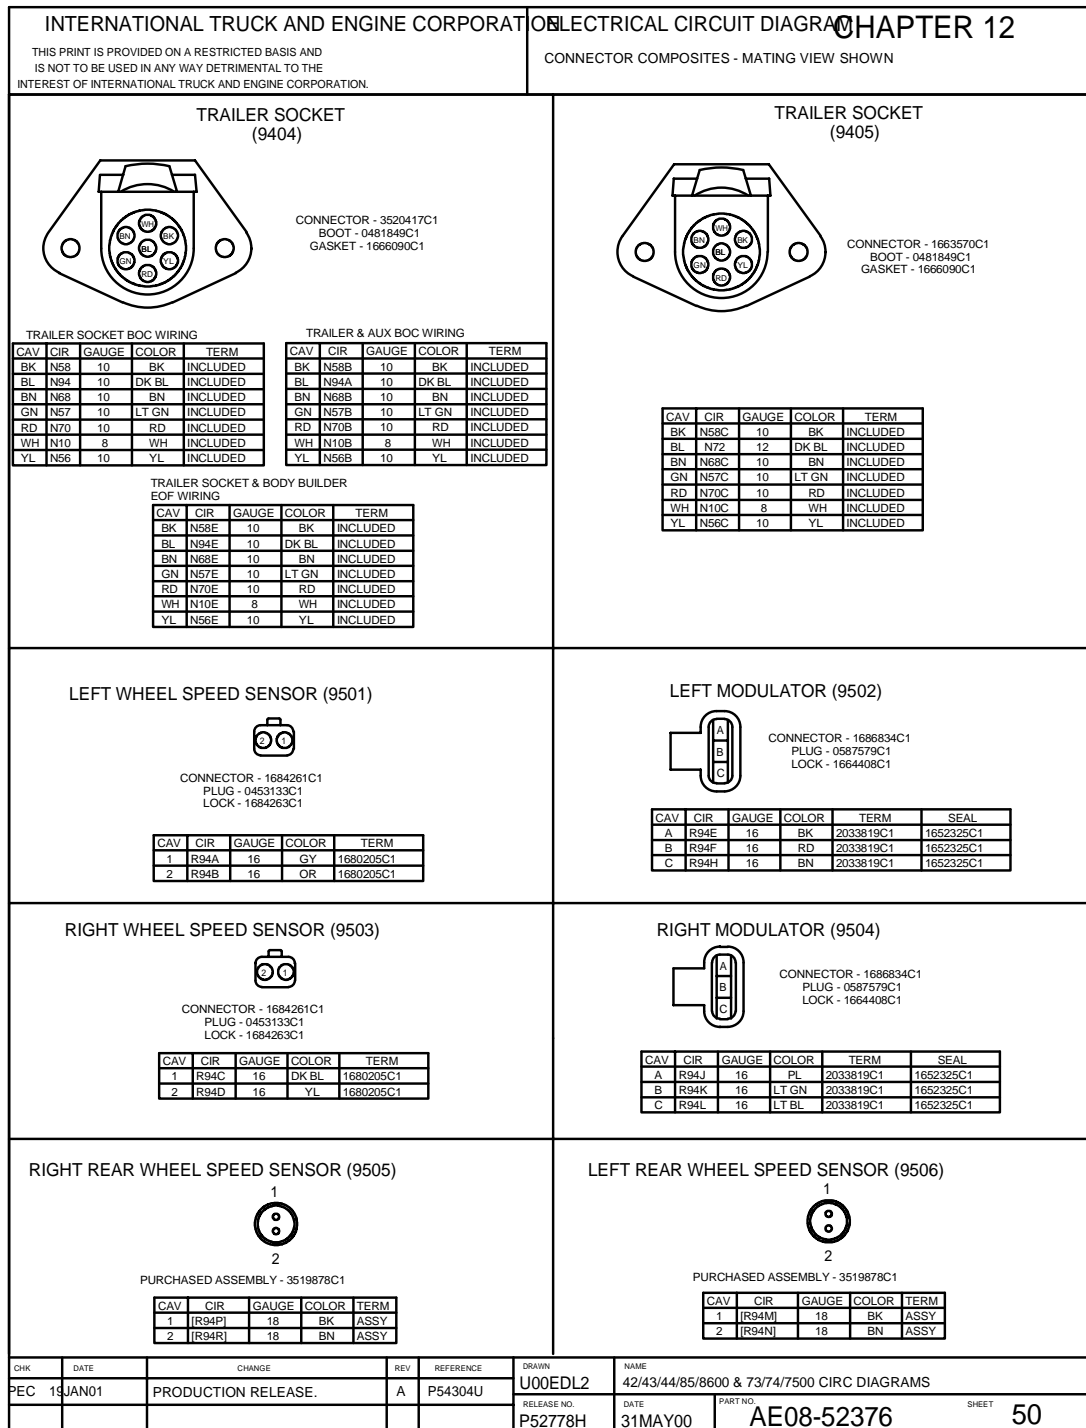 INTERNATIONAL TRUCK AND ENGINE CORPORATION
THIS PRINT IS PROVIDED ON A RESTRICTED BASIS AND
IS NOT TO BE USED IN ANY WAY DETRIMENTAL TO THE
INTEREST OF INTERNATIONAL TRUCK AND ENGINE CORPORATION.
ELECTRICAL CIRCUIT DIAGRAM
CHAPTER 12
CONNECTOR COMPOSITES - MATING VIEW SHOWN
TRAILER SOCKET
(9404)
WH
BN BK
BL
GN YL
RD
CONNECTOR - 3520417C1
BOOT - 0481849C1
GASKET - 1666090C1
TRAILER SOCKET BOC WIRING
CAV CIR GAUGE COLOR TERM
BK N58 10 BK INCLUDED
BL N94 10 DK BL INCLUDED
BN N68 10 BN INCLUDED
GN N57 10 LT GN INCLUDED
RD N70 10 RD INCLUDED
WH N10 8 WH INCLUDED
YL N56 10 YL INCLUDED
TRAILER & AUX BOC WIRING
CAV CIR GAUGE COLOR TERM
BK N58B 10 BK INCLUDED
BL N94A 10 DK BL INCLUDED
BN N68B 10 BN INCLUDED
GN N57B 10 LT GN INCLUDED
RD N70B 10 RD INCLUDED
WH N10B 8 WH INCLUDED
YL N56B 10 YL INCLUDED
TRAILER SOCKET & BODY BUILDER
EOF WIRING
CAV CIR GAUGE COLOR TERM
BK N58E 10 BK INCLUDED
BL N94E 10 DK BL INCLUDED
BN N68E 10 BN INCLUDED
GN N57E 10 LT GN INCLUDED
RD N70E 10 RD INCLUDED
WH N10E 8 WH INCLUDED
YL N56E 10 YL INCLUDED
TRAILER SOCKET
(9405)
WH
BN BK
BL
GN YL
RD
CONNECTOR - 1663570C1
BOOT - 0481849C1
GASKET - 1666090C1
CAV CIR GAUGE COLOR TERM
BK N58C 10 BK INCLUDED
BL N72 12 DK BL INCLUDED
BN N68C 10 BN INCLUDED
GN N57C 10 LT GN INCLUDED
RD N70C 10 RD INCLUDED
WH N10C 8 WH INCLUDED
YL N56C 10 YL INCLUDED
LEFT WHEEL SPEED SENSOR (9501)
2 1
CONNECTOR - 1684261C1
PLUG - 0453133C1
LOCK - 1684263C1
CAV CIR GAUGE COLOR TERM
1 R94A 16 GY 1680205C1
2 R94B 16 OR 1680205C1
LEFT MODULATOR (9502)
A
B
C
CONNECTOR - 1686834C1
PLUG - 0587579C1
LOCK - 1664408C1
CAV CIR GAUGE COLOR TERM SEAL
A R94E 16 BK 2033819C1 1652325C1
B R94F 16 RD 2033819C1 1652325C1
C R94H 16 BN 2033819C1 1652325C1
RIGHT WHEEL SPEED SENSOR (9503)
2 1
CONNECTOR - 1684261C1
PLUG - 0453133C1
LOCK - 1684263C1
CAV CIR GAUGE COLOR TERM
1 R94C 16 DK BL 1680205C1
2 R94D 16 YL 1680205C1
RIGHT MODULATOR (9504)
A
B
C
CONNECTOR - 1686834C1
PLUG - 0587579C1
LOCK - 1664408C1
CAV CIR GAUGE COLOR TERM SEAL
A R94J 16 PL 2033819C1 1652325C1
B R94K 16 LT GN 2033819C1 1652325C1
C R94L 16 LT BL 2033819C1 1652325C1
RIGHT REAR WHEEL SPEED SENSOR (9505)
1
2
PURCHASED ASSEMBLY - 3519878C1
CAV CIR GAUGE COLOR TERM
1 [R94P] 18 BK ASSY
2 [R94R] 18 BN ASSY
LEFT REAR WHEEL SPEED SENSOR (9506)
1
2
PURCHASED ASSEMBLY - 3519878C1
CAV CIR GAUGE COLOR TERM
1 [R94M] 18 BK ASSY
2 [R94N] 18 BN ASSY
CHK DATE CHANGE REV REFERENCE
PEC 19JAN01 PRODUCTION RELEASE. A P54304U
DRAWN
U00EDL2
NAME
42/43/44/85/8600 & 73/74/7500 CIRC DIAGRAMS
RELEASE NO.
P52778H
DATE
31MAY00
PART NO.
AE08-52376
SHEET 50